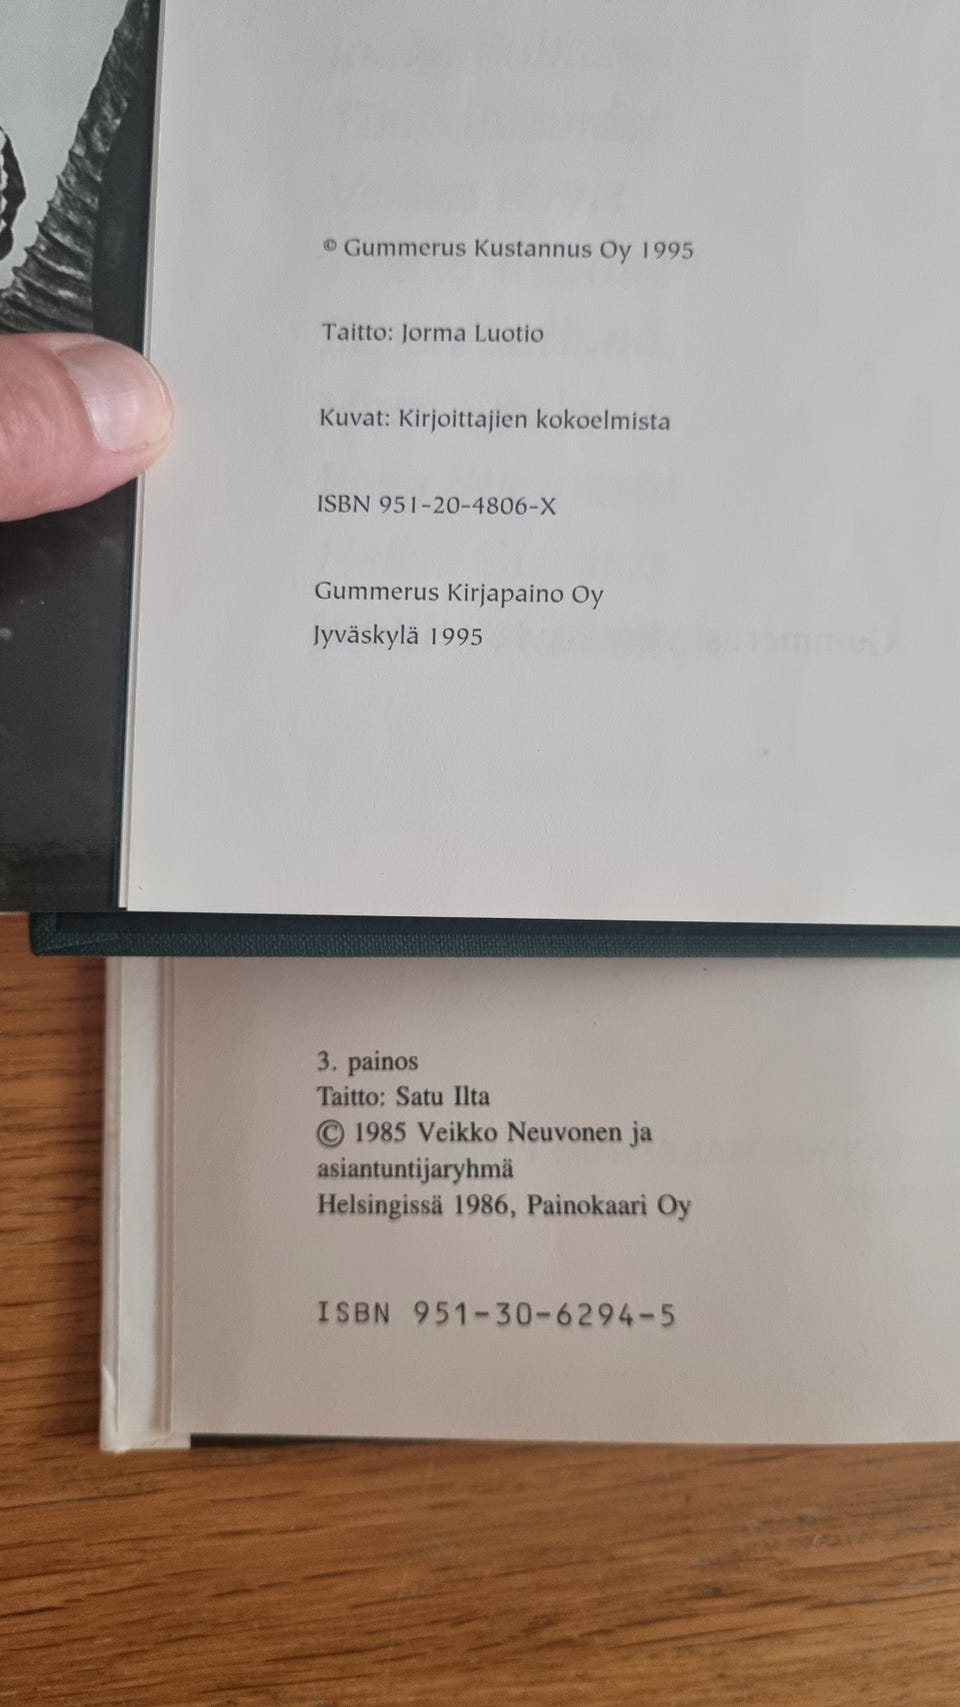 © Gummerus Kustannus Oy 1995
Taitto: Jorma Luotio
Kuvat: Kirjoittajien kokoelmista
ISBN 951-20-4806-X
Gummerus Kirjapaino Oy
Jyväskylä 1995
3. painos
Taitto: Satu Ilta
© 1985 Veikko Neuvonen ja
asiantuntijaryhmä
Helsingissä 1986, Painokaari Oy
ISBN 951-30-6294-5